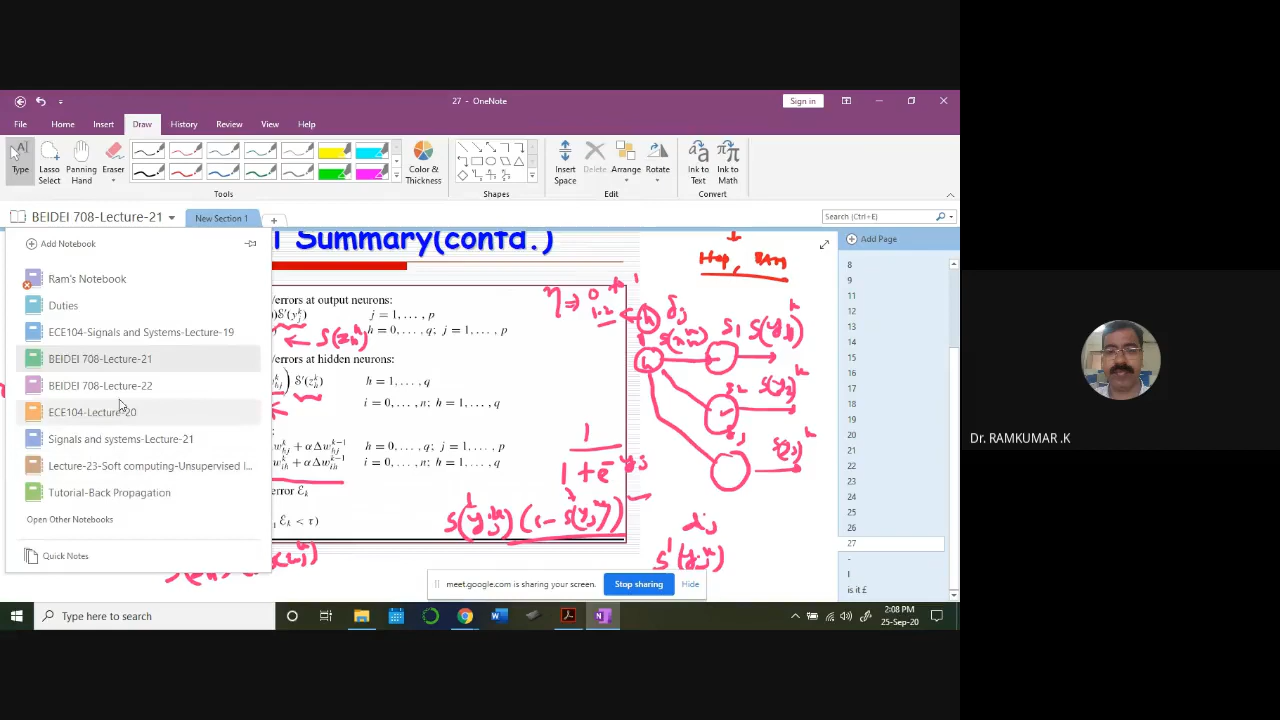 27 - OneNote
Sign in
File Home Insert Draw History Review View Help
Type
Lasso Select
Panning Hand
Eraser
Color & Thickness
Insert Space
Delete
Arrange
Rotate
Ink to Text
Ink to Math
Tools
Shapes
Edit
Convert
BEIDEI 708-Lecture-21
New Section 1
Search (Ctrl+E)
Add Notebook
Ram's Notebook
Duties
ECE104-Signals and Systems-Lecture-19
BEIDEI 708-Lecture-21
BEIDEI 708-Lecture-22
ECE104-Lecture-20
Signals and systems-Lecture-21
Lecture-23-Soft computing-Unsupervised l...
Tutorial-Back Propagation
Open Other Notebooks
Quick Notes
Summary(contd.)
/errors at output neurons:
j = 1, . . . , p
h = 0, . . . , q; j = 1, . . . , p
/errors at hidden neurons:
h = 1, . . . , q
i = 0, . . . , n; h = 1, . . . , q
h = 0, . . . , q; j = 1, . . . , p
i = 0, . . . , n; h = 1, . . . , q
error ℰk
ℰk < τ)
Add Page
8
9
11
12
13
14
15
16
17
18
19
20
21
22
23
24
25
26
27
-
I
is it £
meet.google.com is sharing your screen.
Stop sharing
Hide
Type here to search
2:08 PM
25-Sep-20
Dr. RAMKUMAR .K